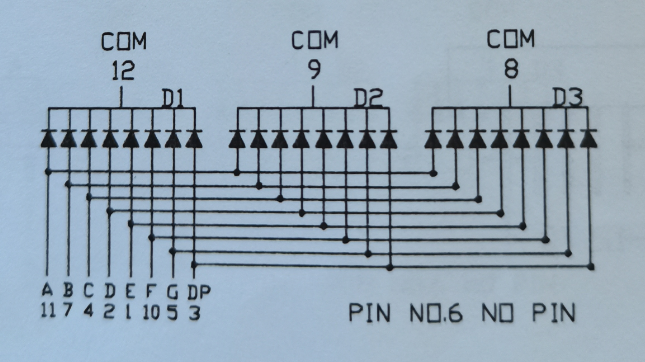 COM COM COM
12 9 8
D1 D2 D3
A B C D E F G DP
11 7 4 2 1 10 5 3
PIN NO.6 NO PIN